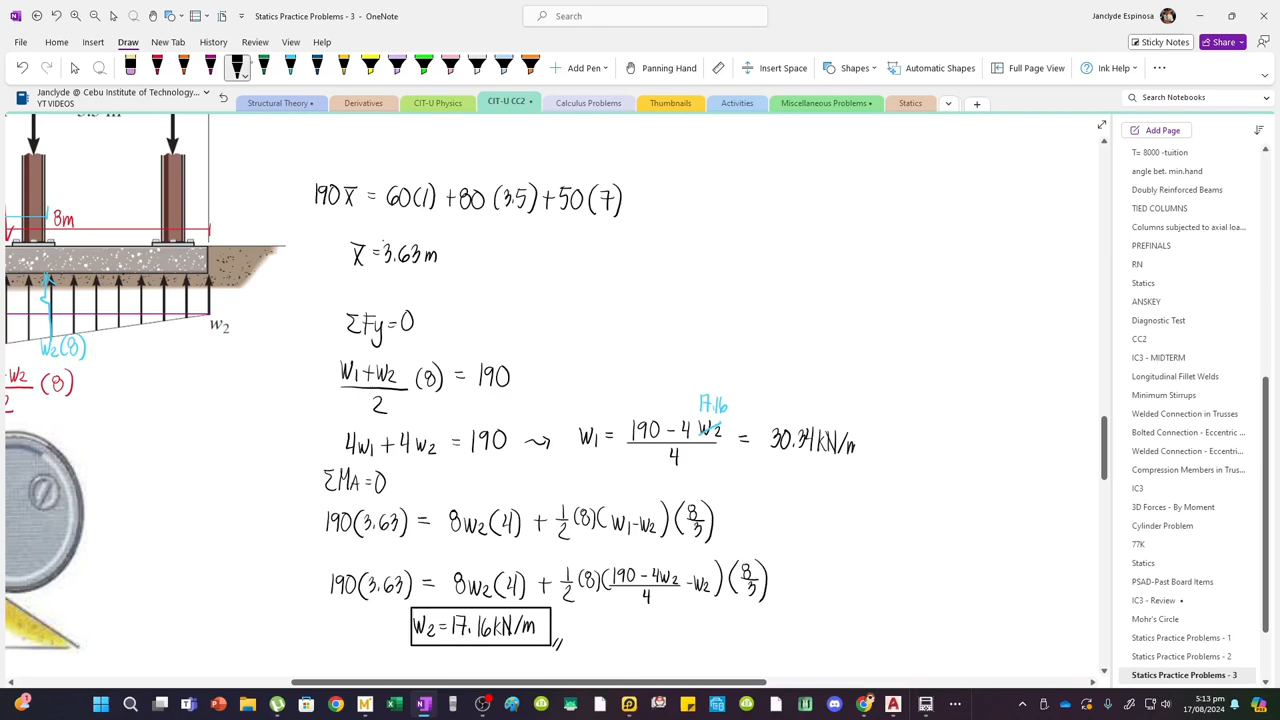 Statics Practice Problems - 3 - OneNote
Search
Janclyde Espinosa
File Home Insert Draw New Tab History Review View Help
Sticky Notes
Share
Add Pen
Panning Hand
Insert Space
Shapes
Automatic Shapes
Full Page View
Ink Help
Janclyde @ Cebu Institute of Technology...
YT VIDEOS
Structural Theory
Derivatives
CIT-U Physics
CIT-U CC2
Calculus Problems
Thumbnails
Activities
Miscellaneous Problems
Statics
Search Notebooks
Add Page
T= 8000 -tuition
angle bet. min.hand
Doubly Reinforced Beams
TIED COLUMNS
Columns subjected to axial loa...
PREFINALS
RN
Statics
ANSKEY
Diagnostic Test
CC2
IC3 - MIDTERM
Longitudinal Fillet Welds
Minimum Stirrups
Welded Connection in Trusses
Bolted Connection - Eccentric ...
Welded Connection - Eccentri...
Compression Members in Trus...
IC3
3D Forces - By Moment
Cylinder Problem
77K
Statics
PSAD-Past Board Items
IC3 - Review
Mohr's Circle
Statics Practice Problems - 1
Statics Practice Problems - 2
Statics Practice Problems - 3
8m
w2
W2(8)
-W2/2 (8)
190x̅ = 60(1) + 80(3.5) + 50(7)
x̅ = 3.63 m
ΣFy = 0
(W1+W2)/2 (8) = 190
17.16
4W1 + 4W2 = 190 ⇝ W1 = (190 - 4W2)/4 = 30.34 kN/m
ΣMA = 0
190(3.63) = 8W2(4) + 1/2 (8)(W1-W2)(8/3)
190(3.63) = 8W2(4) + 1/2 (8)((190-4W2)/4 - W2)(8/3)
W2 = 17.16 kN/m
5:13 pm
17/08/2024